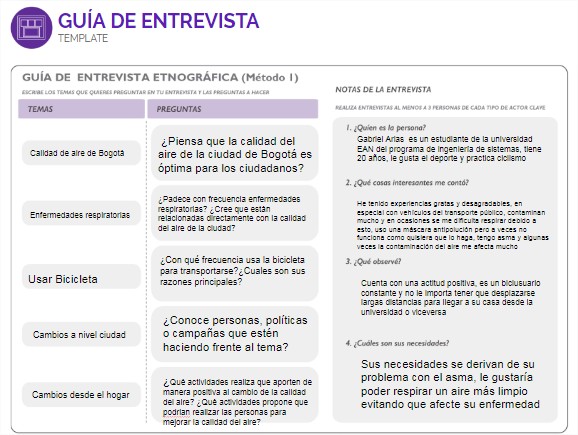 GUÍA DE ENTREVISTA
TEMPLATE
GUÍA DE ENTREVISTA ETNOGRÁFICA (Método 1)
ESCRIBE LOS TEMAS QUE QUIERES PREGUNTAR EN TU ENTREVISTA Y LAS PREGUNTAS A HACER
TEMAS
PREGUNTAS
Calidad de aire de Bogotá
¿Piensa que la calidad del
aire de la ciudad de Bogotá es
óptima para los ciudadanos?
Enfermedades respiratorias
¿Padece con frecuencia enfermedades
respiratorias? ¿Cree que están
relacionadas directamente con la calidad
del aire de la ciudad?
Usar Bicicleta
¿Con qué frecuencia usa la bicicleta
para transportarse?¿Cuales son sus
razones principales?
Cambios a nivel ciudad
¿Conoce personas, políticas
o campañas que estén
haciendo frente al tema?
Cambios desde el hogar
¿Qué actividades realiza que aporten de
manera positiva al cambio de la calidad
del aire? ¿Qué actividades propone que
podrían realizar las personas para
mejorar la calidad del aire?
NOTAS DE LA ENTREVISTA
REALIZA ENTREVISTAS AL MENOS A 3 PERSONAS DE CADA TIPO DE ACTOR CLAVE
1. ¿Quien es la persona?
Gabriel Arias es un estudiante de la universidad
EAN del programa de ingeniería de sistemas, tiene
20 años, le gusta el deporte y practica ciclismo
2. ¿Qué cosas interesantes me contó?
He tenido experiencias gratas y desagradables, en
especial con vehículos del transporte público, contaminan
mucho y en ocasiones se me dificulta respirar debido a
esto, uso una máscara antipolución pero a veces no
funciona como quisiera que lo haga, tengo asma y algunas
veces la contaminación del aire me afecta mucho
3. ¿Qué observé?
Cuenta con una actitud positiva, es un biciusuario
constante y no le importa tener que desplazarse
largas distancias para llegar a su casa desde la
universidad o viceversa
4. ¿Cuáles son sus necesidades?
Sus necesidades se derivan de su
problema con el asma, le gustaría
poder respirar un aire más limpio
evitando que afecte su enfermedad